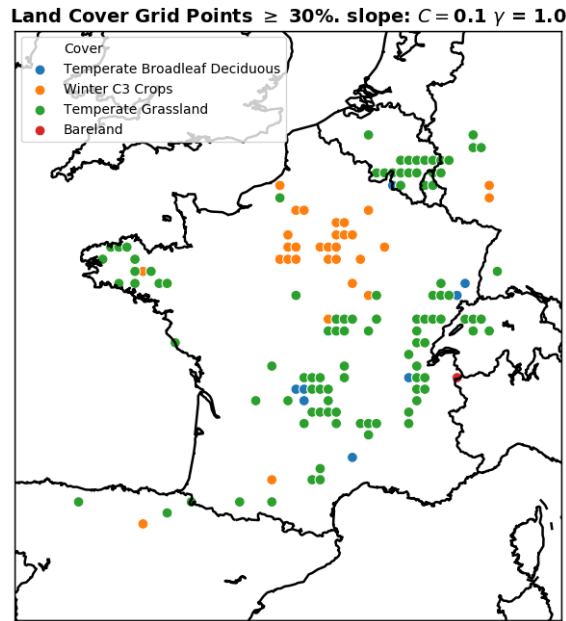 Land Cover Grid Points ≥ 30%. slope: C = 0.1 γ = 1.0
Cover
Temperate Broadleaf Deciduous
Winter C3 Crops
Temperate Grassland
Bareland